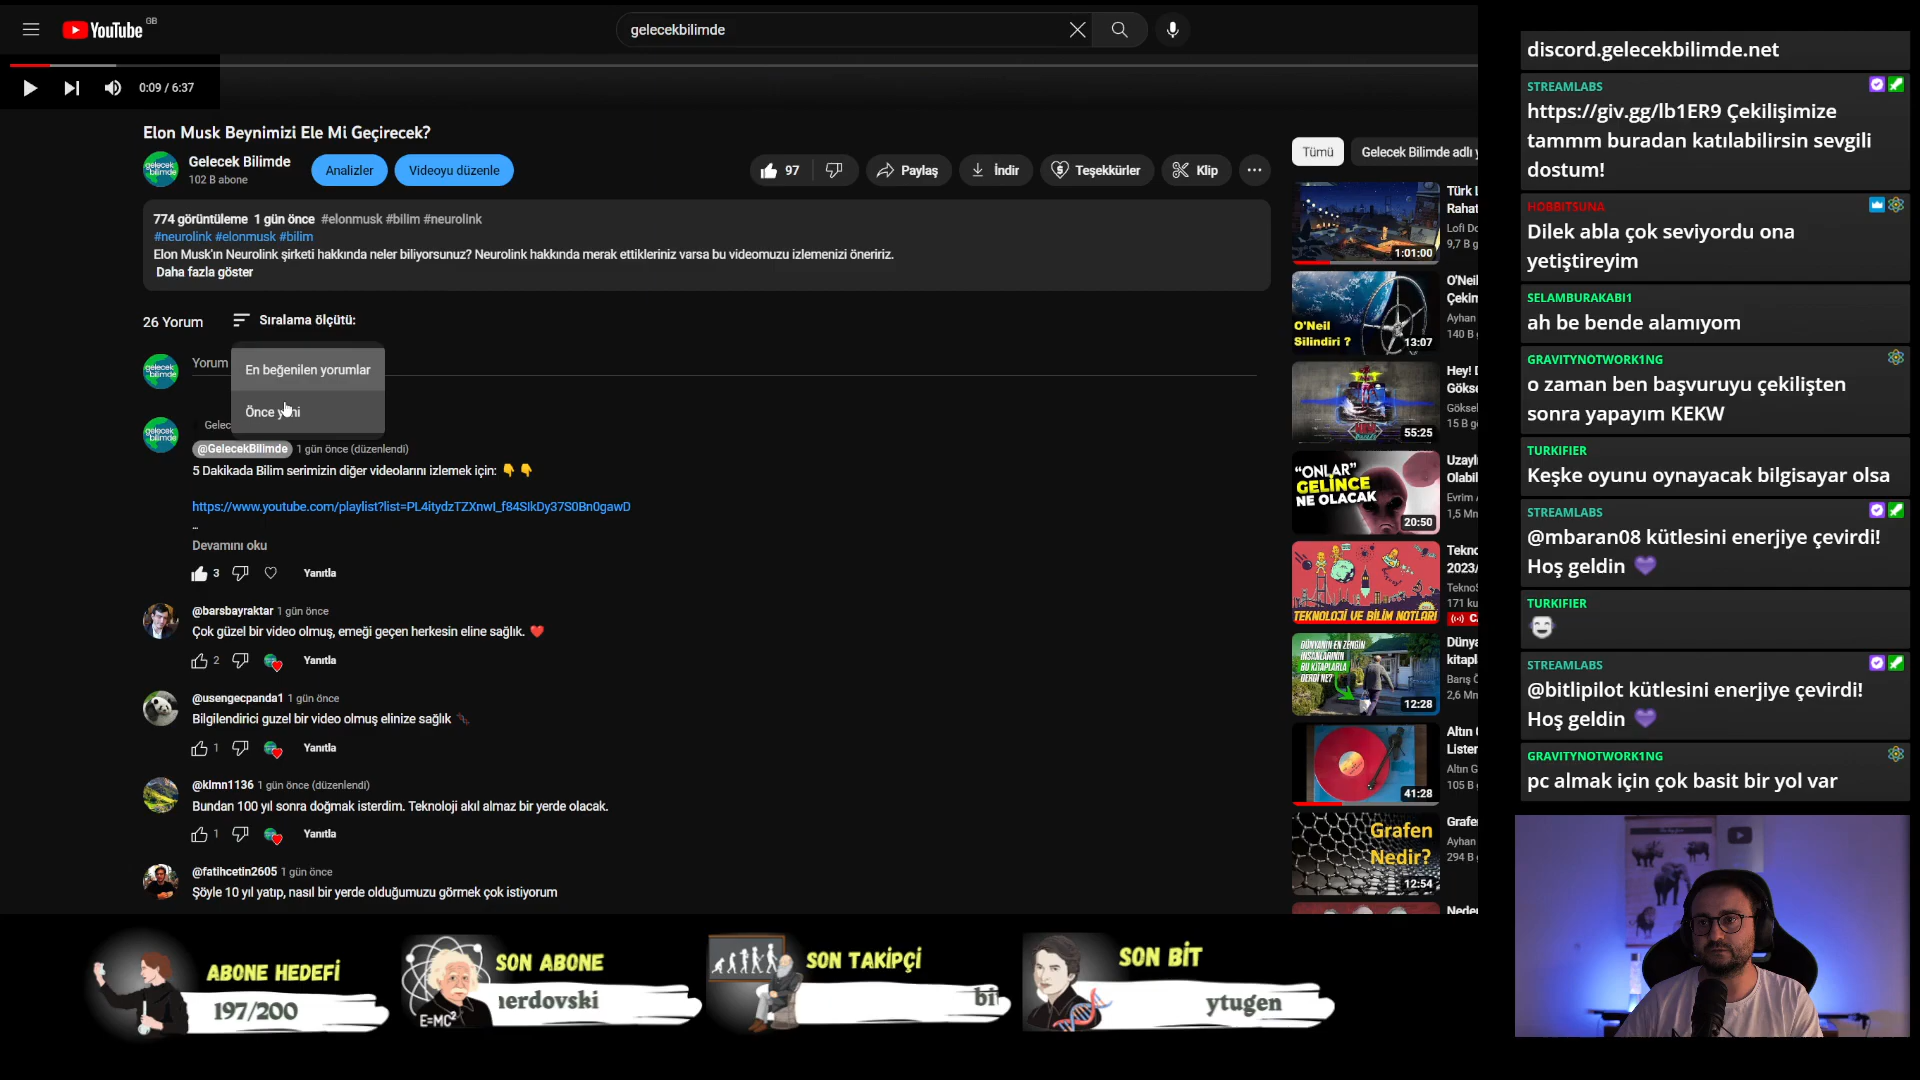 YouTube GB
gelecekbilimde
0:09 / 6:37
Elon Musk Beynimizi Ele Mi Geçirecek?
Gelecek Bilimde
102 B abone
Analizler
Videoyu düzenle
97
Paylaş
İndir
Teşekkürler
Klip
774 görüntüleme 1 gün önce #elonmusk #bilim #neurolink
#neurolink #elonmusk #bilim
Elon Musk'ın Neurolink şirketi hakkında neler biliyorsunuz? Neurolink hakkında merak ettikleriniz varsa bu videomuzu izlemenizi öneririz.
Daha fazla göster
26 Yorum
Sıralama ölçütü:
Yorum
En beğenilen yorumlar
Önce
Gelec
@GelecekBilimde 1 gün önce (düzenlendi)
5 Dakikada Bilim serimizin diğer videolarını izlemek için: 👇 👇
https://www.youtube.com/playlist?list=PL4itydzTZXnwI_f84SIkDy37S0Bn0gawD
...
Devamını oku
3
Yanıtla
@barsbayraktar 1 gün önce
Çok güzel bir video olmuş, emeği geçen herkesin eline sağlık. ❤️
2
Yanıtla
@usengecpanda1 1 gün önce
Bilgilendirici guzel bir video olmuş elinize sağlık
1
Yanıtla
@klmn1136 1 gün önce (düzenlendi)
Bundan 100 yıl sonra doğmak isterdim. Teknoloji akıl almaz bir yerde olacak.
1
Yanıtla
@fatihcetin2605 1 gün önce
Şöyle 10 yıl yatıp, nasıl bir yerde olduğumuzu görmek çok istiyorum
Tümü
Gelecek Bilimde adlı y
1:01:00
Türk L
Rahat
Lofi Do
9,7 B g
O'Neil
Silindiri ?
13:07
O'Neil
Çekim
Ayhan
140 B g
55:25
Hey! D
Gökse
Göksel
15 B g
"ONLAR"
GELİNCE
NE OLACAK
20:50
Uzaylı
Olabil
Evrim A
1,5 Mn
TEKNOLOJİ VE BİLİM NOTLARI
Tekno
2023/
TeknoS
171 ku
DÜNYANIN EN ZENGİN
İNSANLARININ
BU KİTAPLARLA
DERDİ NE?
12:28
Dünya
kitapl
Barış Ö
2,6 Mn
41:28
Altın
Listen
Altın G
105 B g
Grafen
Nedir?
12:54
Grafe
Ayhan
294 B g
Neder
discord.gelecekbilimde.net
STREAMLABS
https://giv.gg/lb1ER9 Çekilişimize
tammm buradan katılabilirsin sevgili
dostum!
HOBBITSUNA
Dilek abla çok seviyordu ona
yetiştireyim
SELAMBURAKABI1
ah be bende alamıyom
GRAVITYNOTWORK1NG
o zaman ben başvuruyu çekilişten
sonra yapayım KEKW
TURKIFIER
Keşke oyunu oynayacak bilgisayar olsa
STREAMLABS
@mbaran08 kütlesini enerjiye çevirdi!
Hoş geldin 💜
TURKIFIER
STREAMLABS
@bitlipilot kütlesini enerjiye çevirdi!
Hoş geldin 💜
GRAVITYNOTWORK1NG
pc almak için çok basit bir yol var
ABONE HEDEFİ
197/200
E=MC²
SON ABONE
nerdovski
SON TAKİPÇİ
bi
SON BİT
ytugen